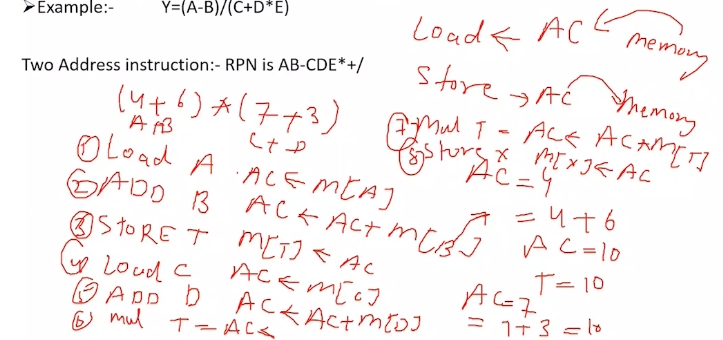 ➤Example:- Y=(A-B)/(C+D*E)
Two Address instruction:- RPN is AB-CDE*+/
Load ← AC ← memory
Store → AC Memory
(4+6) * (7+3)
A + B C + D
① Load A AC ← M[A]
② ADD B AC ← AC + M[B]
③ STORE T M[T] ← AC
④ Load C AC ← M[C]
⑤ ADD D AC ← AC + M[D]
⑥ mul T = AC ←
⑦ Mul T = AC ← AC * M[T]
⑧ Store X M[X] ← AC
AC = 4
= 4+6
AC = 10
T = 10
AC = 7
= 7+3 = 10